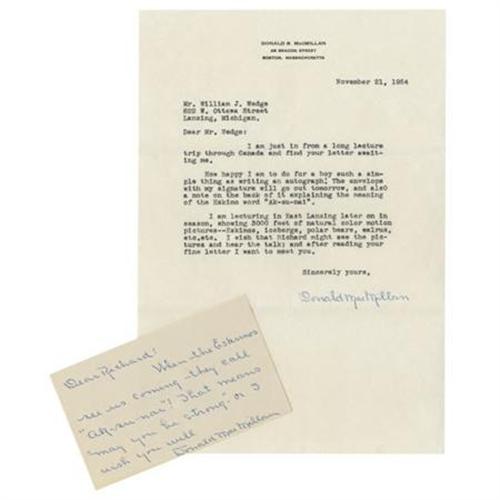 DONALD B. MACMILLAN
BEACON STREET
BOSTON, MASSACHUSETTS
November 21, 1954
Mr. William J. Wedge
W. Ottawa Street
Lansing, Michigan.
Dear Mr. Wedge:
I am just in from a long lecture
trip through Canada and find your letter await-
ing me.
How happy I am to do for a boy such a sim-
ple thing as writing an autograph! The envelope
with my signature will go out tomorrow, and also
a note on the back of it explaining the meaning
of the Eskimo word "Ak-su-nai".
I am lecturing in East Lansing later on in
season, showing 3000 feet of natural color motion
pictures--Eskimos, icebergs, polar bears, walrus,
etc.etc. I wish that Richard might see the pic-
tures and hear the talk; and after reading your
fine letter I want to meet you.
Sincerely yours,
Donald MacMillan
Dear Richard!
When the Eskimos
see us coming they call
"Ak-su-nai"! That means
"may you be strong" or I
wish you well
Donald MacMillan